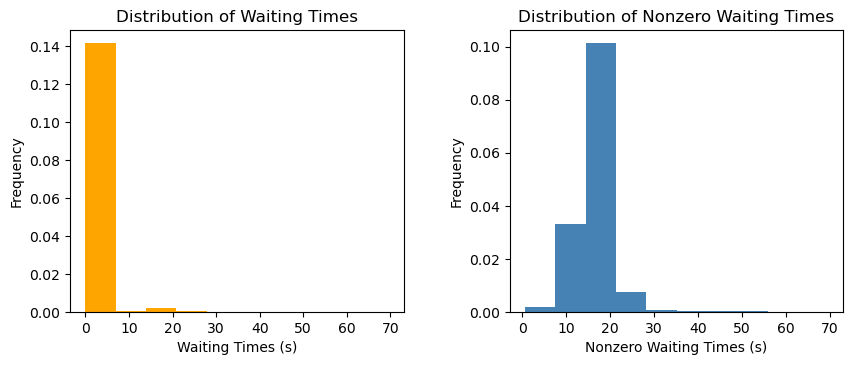 Distribution of Waiting Times
0.14
0.12
0.10
0.08
0.06
0.04
0.02
0.00
Frequency
0 10 20 30 40 50 60 70
Waiting Times (s)
Distribution of Nonzero Waiting Times
0.10
0.08
0.06
0.04
0.02
0.00
Frequency
0 10 20 30 40 50 60 70
Nonzero Waiting Times (s)